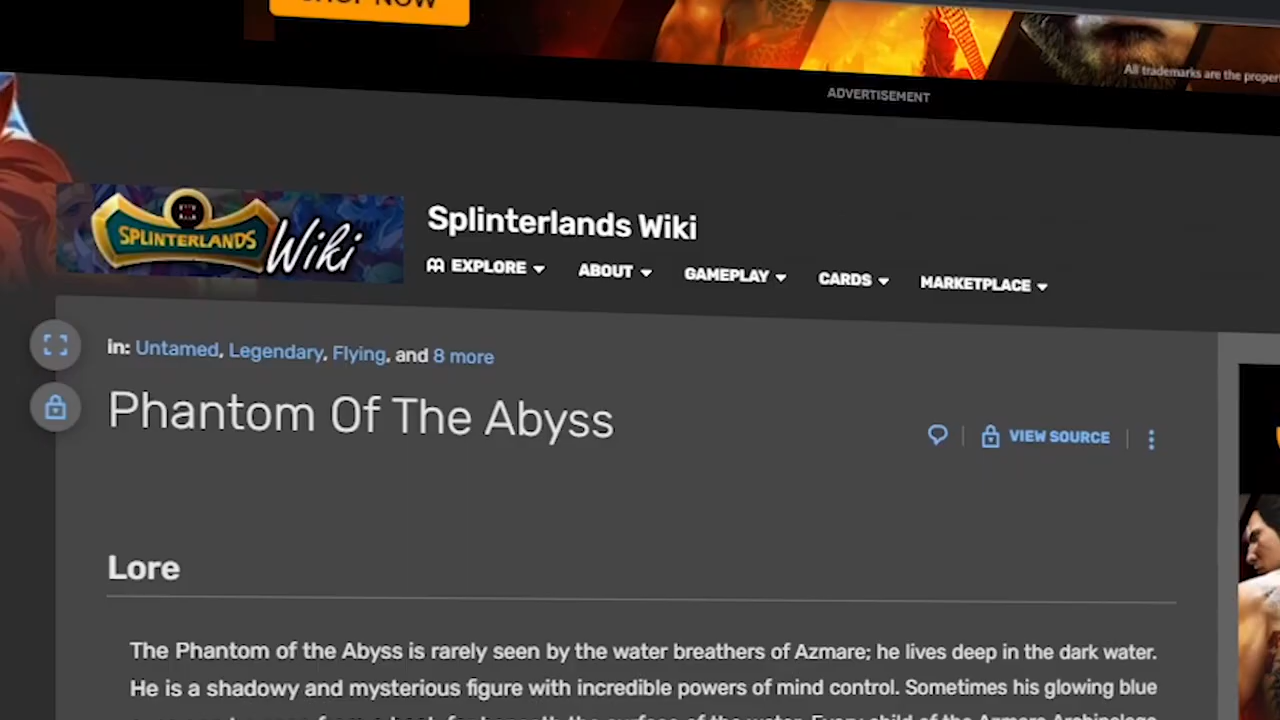 SHOP NOW
All trademarks are the
ADVERTISEMENT
SPLINTERLANDS Wiki
Splinterlands Wiki
EXPLORE ABOUT GAMEPLAY CARDS MARKETPLACE
in: Untamed, Legendary, Flying, and 8 more
Phantom Of The Abyss
VIEW SOURCE
Lore
The Phantom of the Abyss is rarely seen by the water breathers of Azmare; he lives deep in the dark water.
He is a shadowy and mysterious figure with incredible powers of mind control. Sometimes his glowing blue